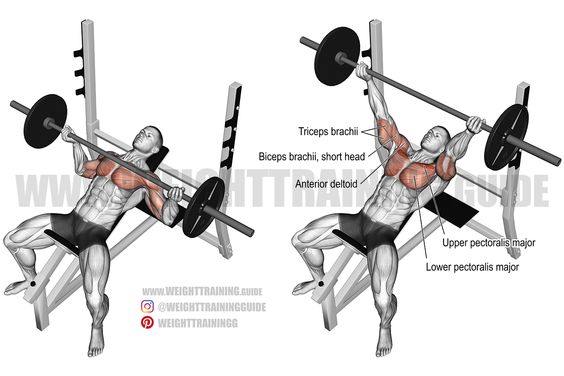 Triceps brachii
Biceps brachii, short head
Anterior deltoid
WWW.WEIGHTTRAINING.GUIDE
Upper pectoralis major
Lower pectoralis major
WWW.WEIGHTTRAINING.GUIDE
@WEIGHTTRAININGGUIDE
WEIGHTTRAININGG